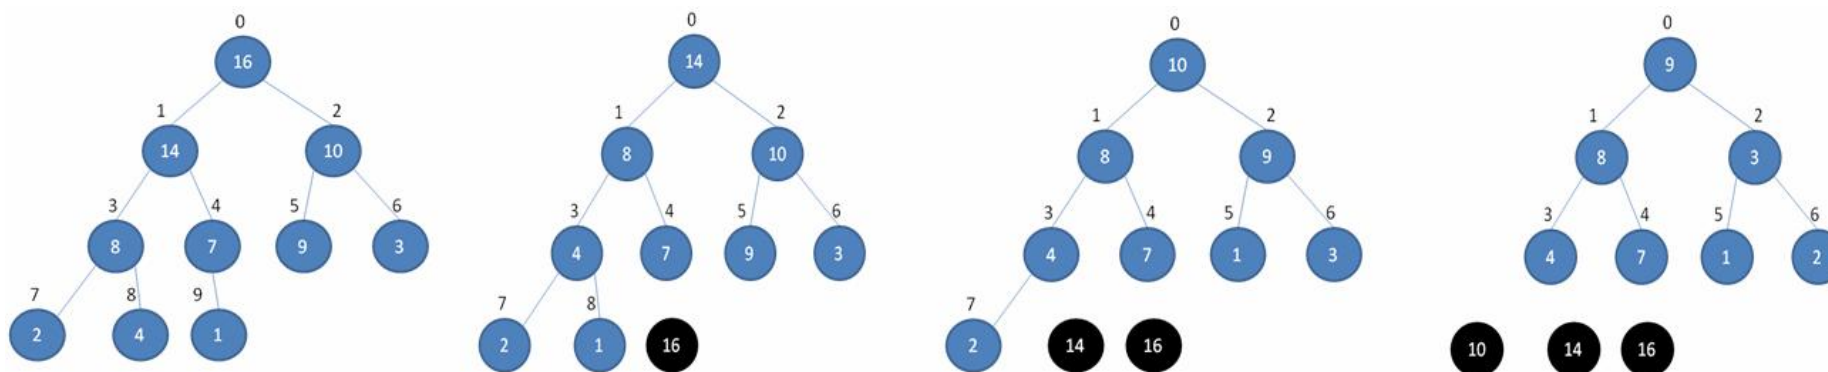 0 0 0 0
16 14 10 9
1 2 1 2 1 2 1 2
14 10 8 10 8 9 8 3
3 4 5 6 3 4 5 6 3 4 5 6 3 4 5 6
8 7 9 3 4 7 9 3 4 7 1 3 4 7 1 2
7 8 9 7 8 7
2 4 1 2 1 16 2 14 16 10 14 16